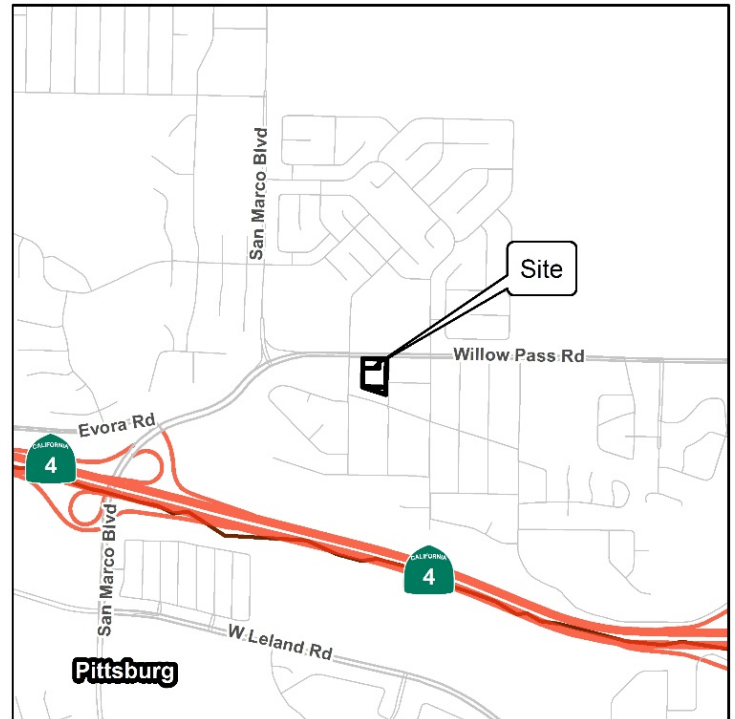 San Marco Blvd
Site
Willow Pass Rd
Evora Rd
CALIFORNIA
4
San Marco Blvd
CALIFORNIA
4
W Leland Rd
Pittsburg